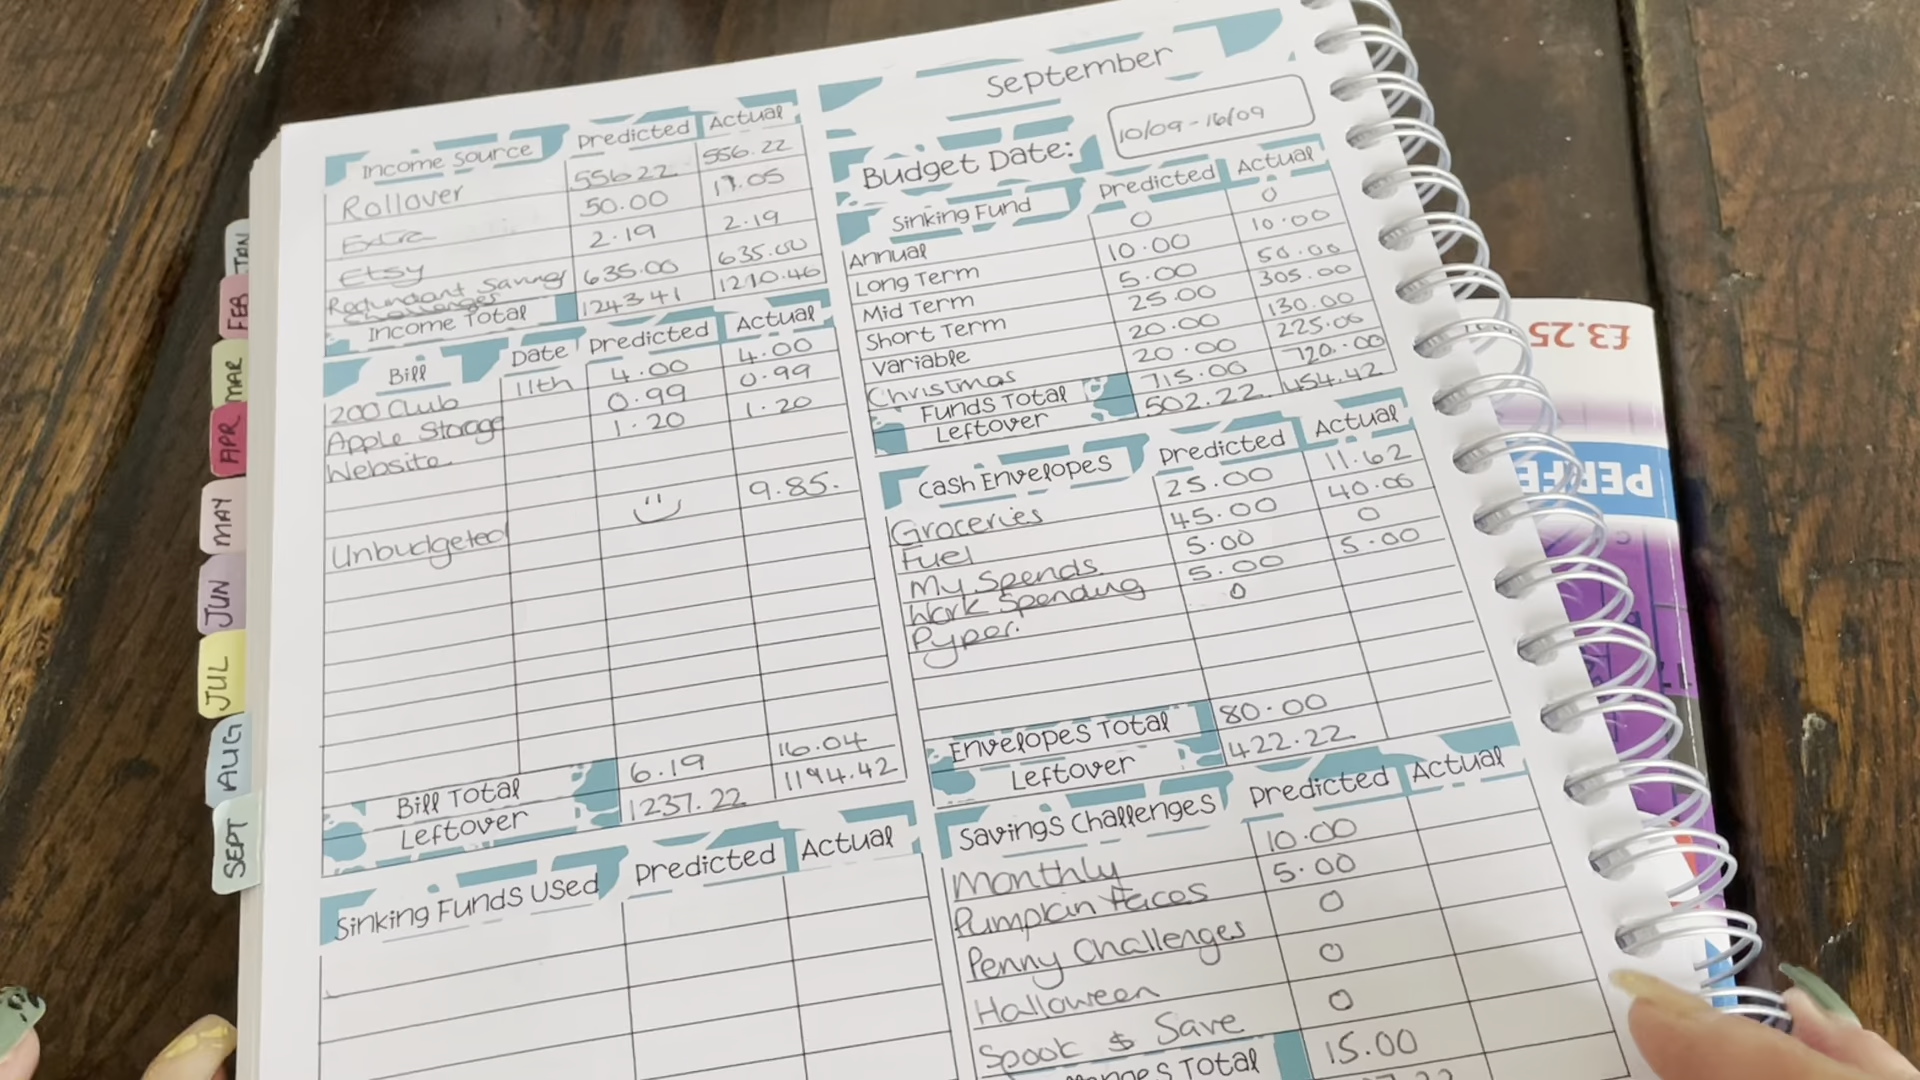 September
Budget Date: 10/09 - 16/09
Income Source Predicted Actual
Rollover 556.22 556.22
Extra 50.00 17.05
Etsy 2.19 2.19
Redundant Savings Challenges 635.00 635.00
Income Total 1243.41 1210.46
Bill Date Predicted Actual
200 Club 11th 4.00 4.00
Apple Storage 0.99 0.99
Website 1.20 1.20
Unbudgeted 9.85.
Bill Total 6.19 16.04
Leftover 1237.22 1194.42
Sinking Funds Used Predicted Actual
Sinking Fund Predicted Actual
Annual 0 0
Long Term 10.00 10.00
Mid Term 5.00 50.00
Short Term 25.00 305.00
Variable 20.00 130.00
Christmas 20.00 225.00
Funds Total 715.00 720.00
Leftover 502.22 454.42
Cash Envelopes Predicted Actual
Groceries 25.00 11.62
Fuel 45.00 40.00
My Spends 5.00 0
Work Spending 5.00 5.00
Pyper. 0
Envelopes Total 80.00
Leftover 422.22
Savings Challenges Predicted Actual
Monthly 10.00
Pumpkin Faces 5.00
Penny Challenges 0
Halloween 0
Spook $ Save 0
Total 15.00
JAN
FEB
MAR
APR
MAY
JUN
JUL
AUG
SEPT
£3.25